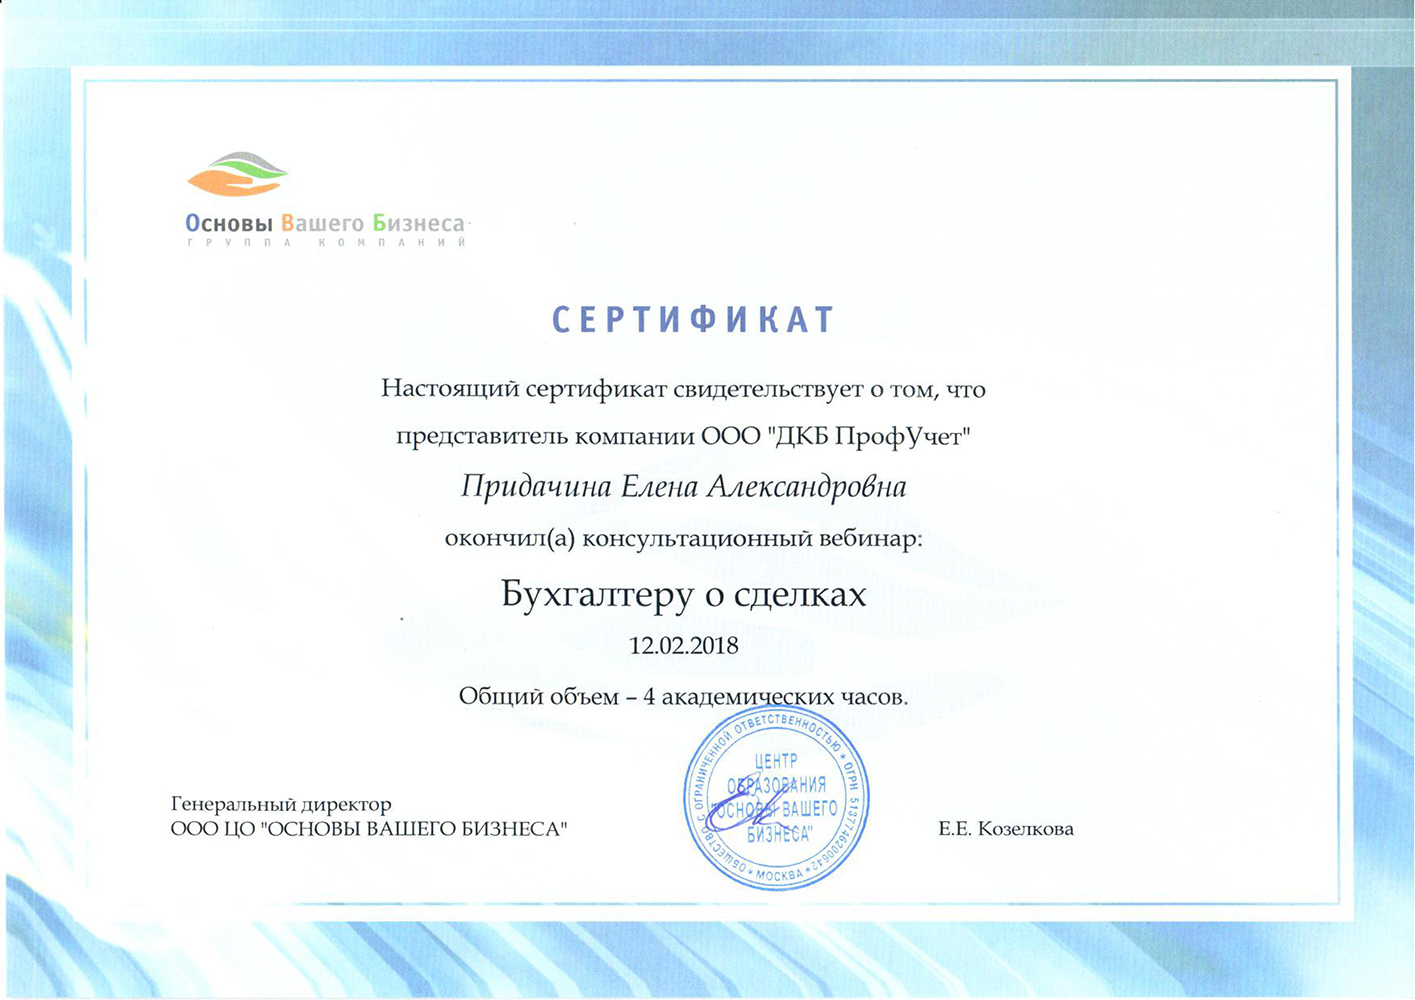 Основы Вашего Бизнеса
ГРУППА КОМПАНИЙ
СЕРТИФИКАТ
Настоящий сертификат свидетельствует о том, что
представитель компании ООО "ДКБ ПрофУчет"
Придачина Елена Александровна
окончил(а) консультационный вебинар:
Бухгалтеру о сделках
12.02.2018
Общий объем – 4 академических часов.
Генеральный директор
ООО ЦО "ОСНОВЫ ВАШЕГО БИЗНЕСА"
ОБЩЕСТВО С ОГРАНИЧЕННОЙ ОТВЕТСТВЕННОСТЬЮ * ОГРН 5137746200642 * МОСКВА *
ЦЕНТР
ОБРАЗОВАНИЯ
"ОСНОВЫ ВАШЕГО
БИЗНЕСА"
Е.Е. Козелкова